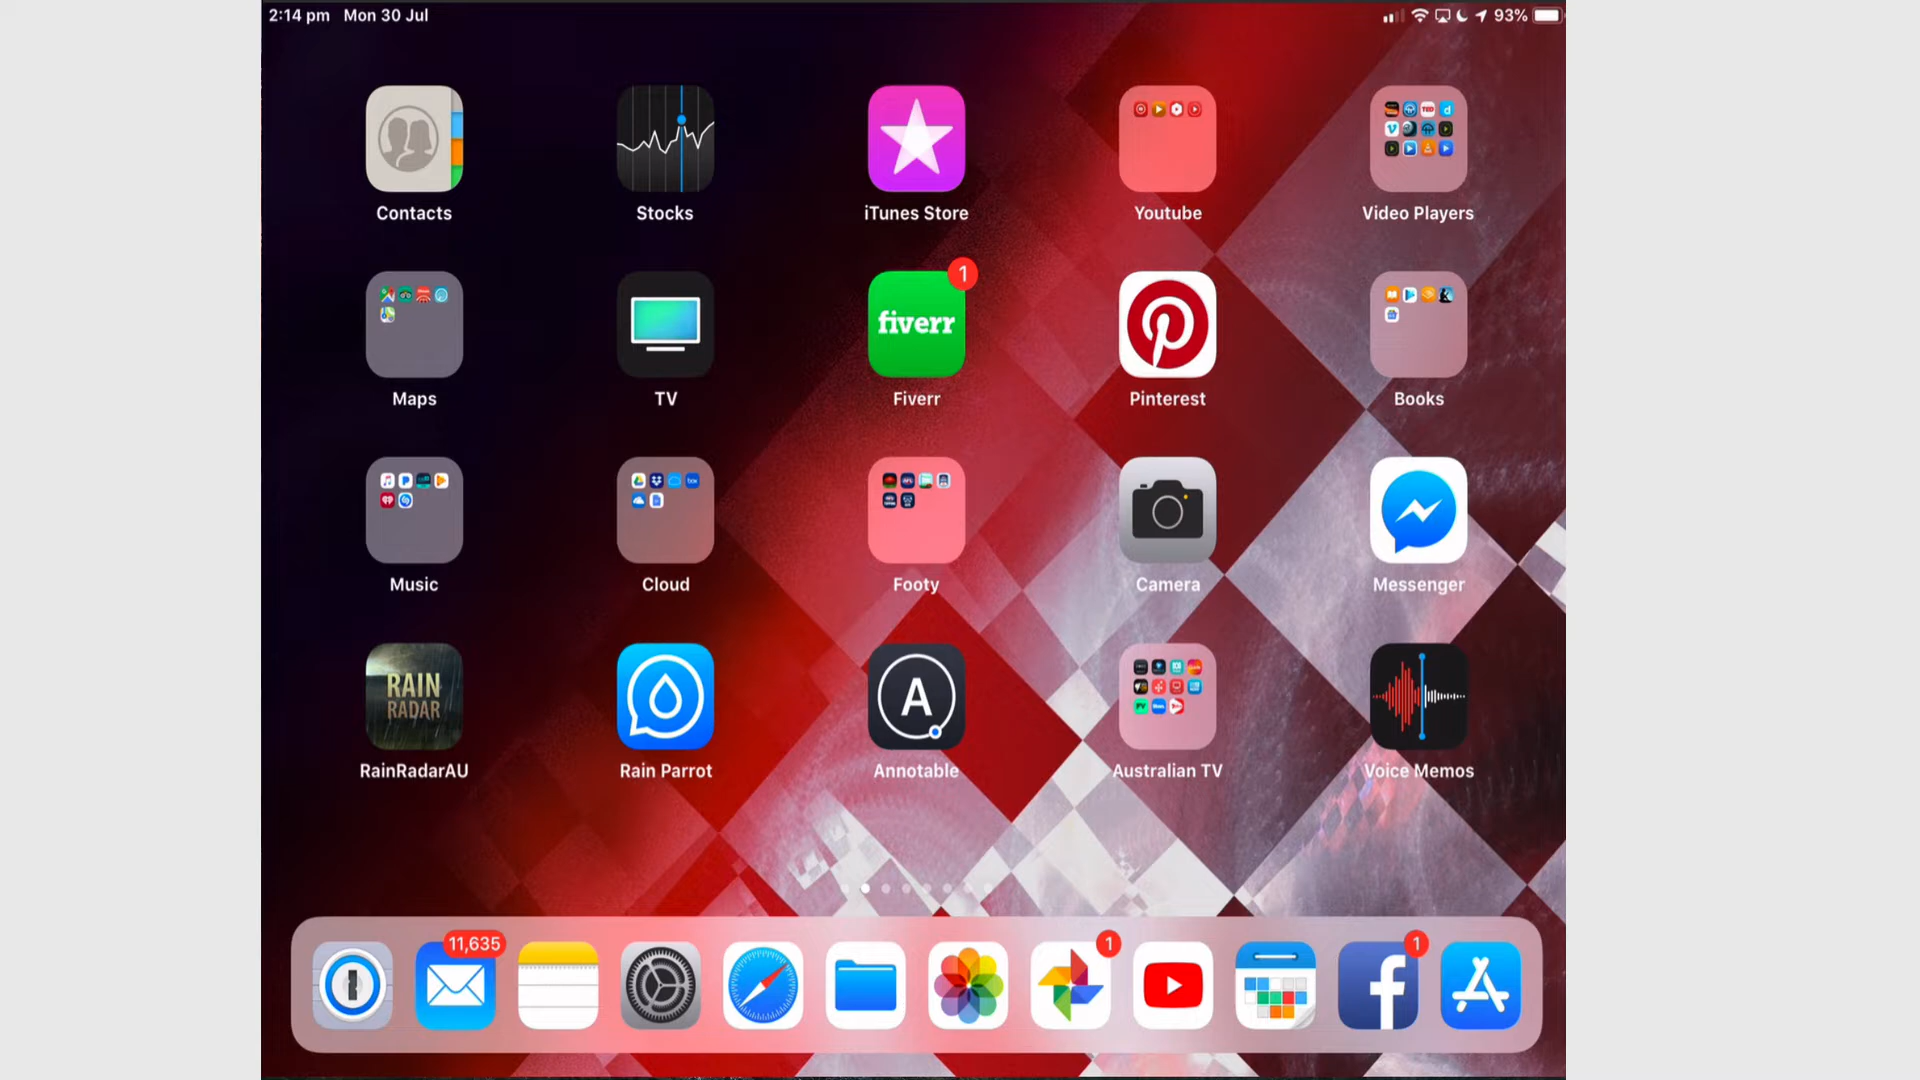 2:14 pm Mon 30 Jul 93%
Contacts Stocks iTunes Store Youtube Video Players
1
fiverr
Maps TV Fiverr Pinterest Books
Music Cloud Footy Camera Messenger
RAIN
RADAR
A
RainRadarAU Rain Parrot Annotable Australian TV Voice Memos
11,635 1 1